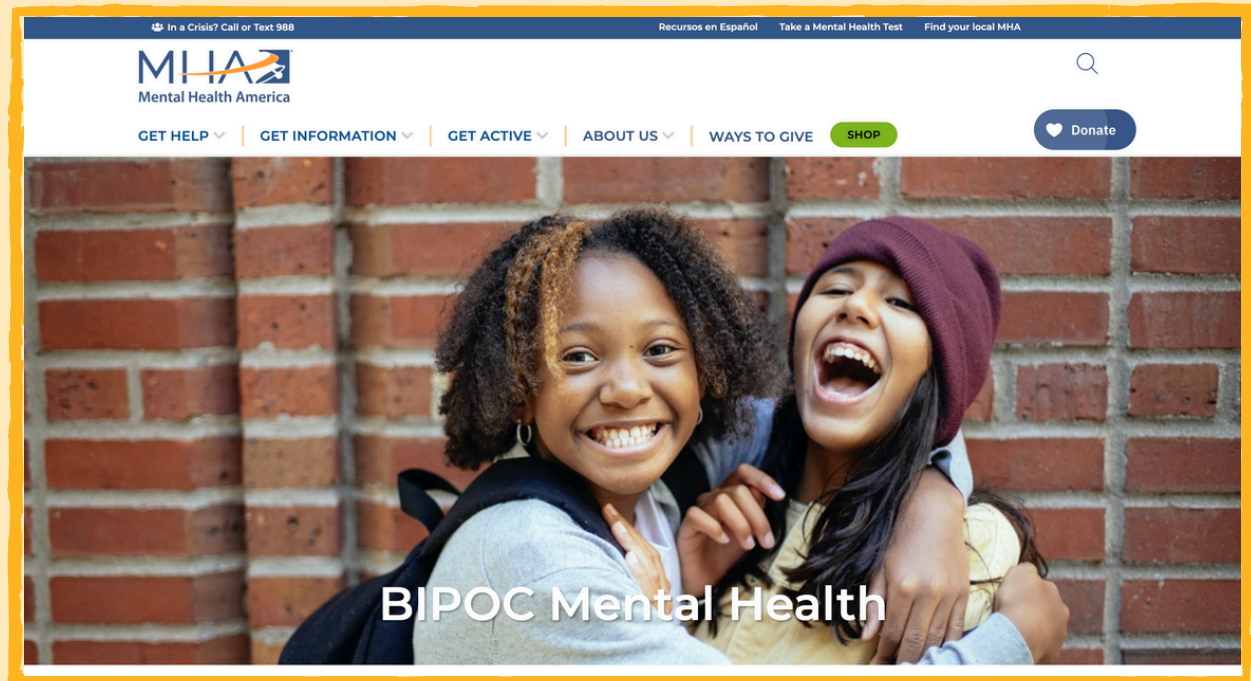 In a Crisis? Call or Text 988 Recursos en Español Take a Mental Health Test Find your local MHA
MHA
Mental Health America
GET HELP GET INFORMATION GET ACTIVE ABOUT US WAYS TO GIVE SHOP Donate
BIPOC Mental Health